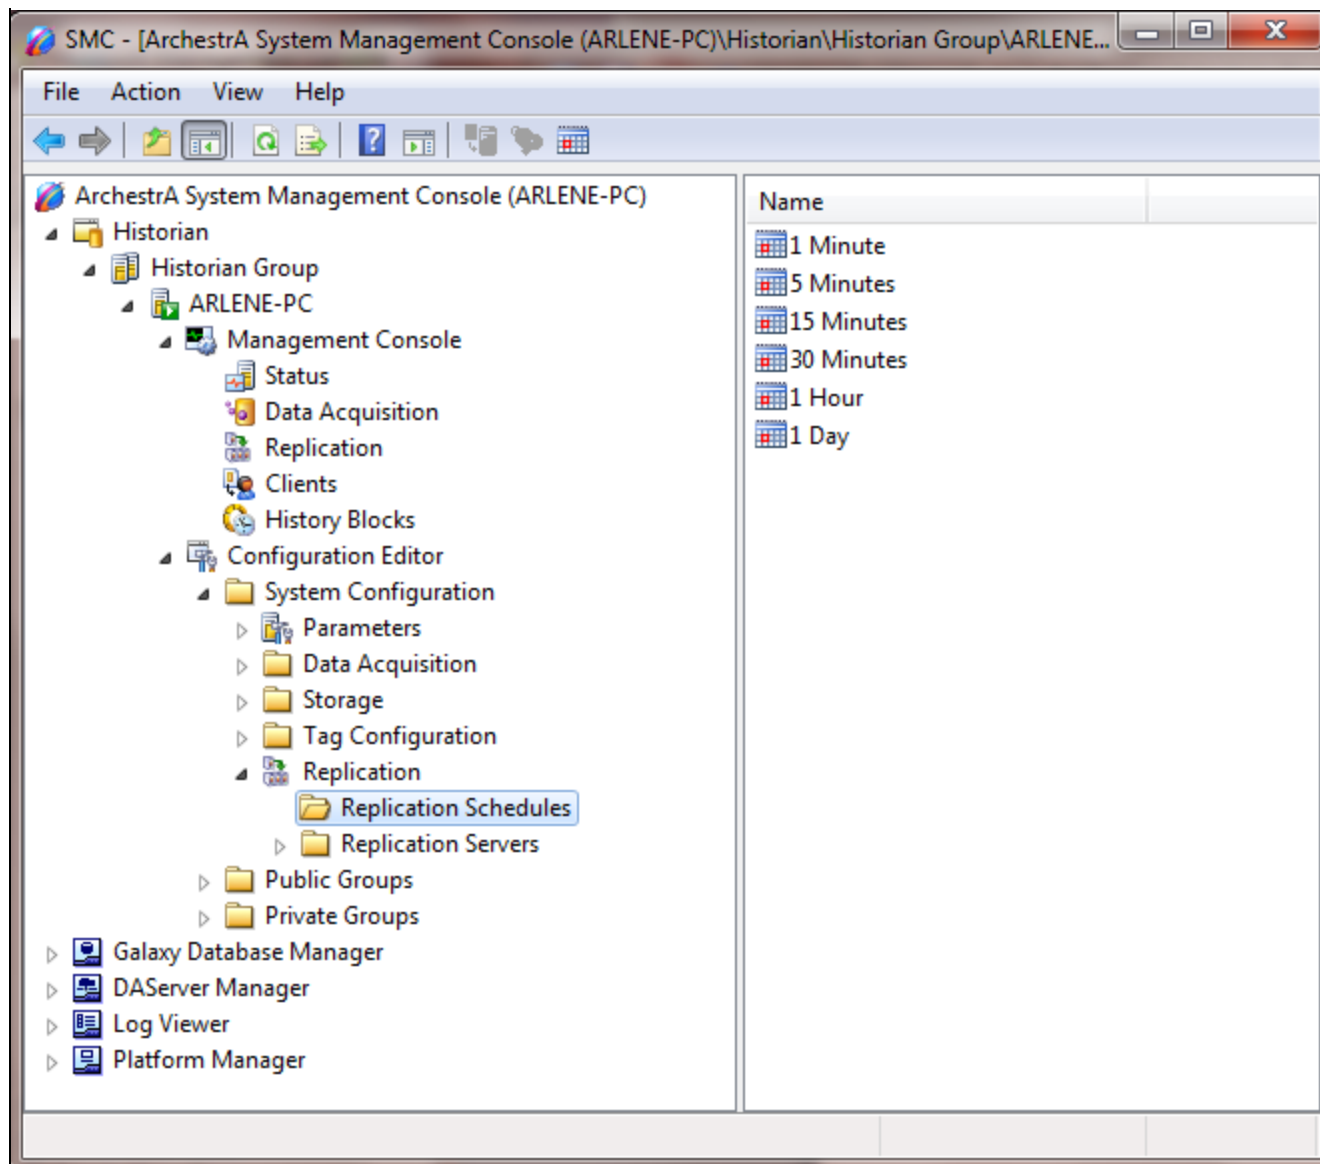 SMC - [ArchestrA System Management Console (ARLENE-PC)\Historian\Historian Group\ARLENE...
File Action View Help
ArchestrA System Management Console (ARLENE-PC)
Historian
Historian Group
ARLENE-PC
Management Console
Status
Data Acquisition
Replication
Clients
History Blocks
Configuration Editor
System Configuration
Parameters
Data Acquisition
Storage
Tag Configuration
Replication
Replication Schedules
Replication Servers
Public Groups
Private Groups
Galaxy Database Manager
DAServer Manager
Log Viewer
Platform Manager
Name
1 Minute
5 Minutes
15 Minutes
30 Minutes
1 Hour
1 Day